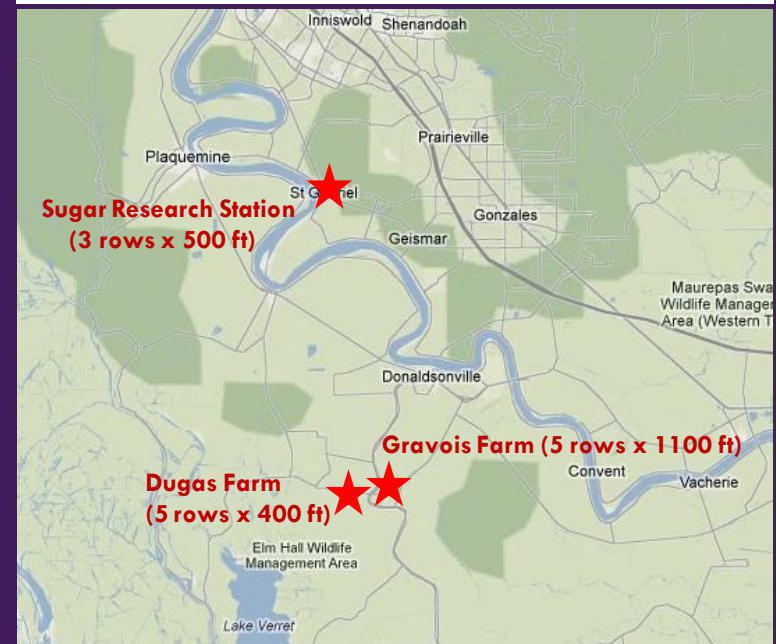 Inniswold
Shenandoah
Prairieville
Plaquemine
Sugar Research Station
(3 rows x 500 ft)
Gonzales
Geismar
Maurepas Swa
Wildlife Manager
Area (Western T
Donaldsonville
Gravois Farm (5 rows x 1100 ft)
Convent
Vacherie
Dugas Farm
(5 rows x 400 ft)
Elm Hall Wildlife
Management Area
Lake Verret